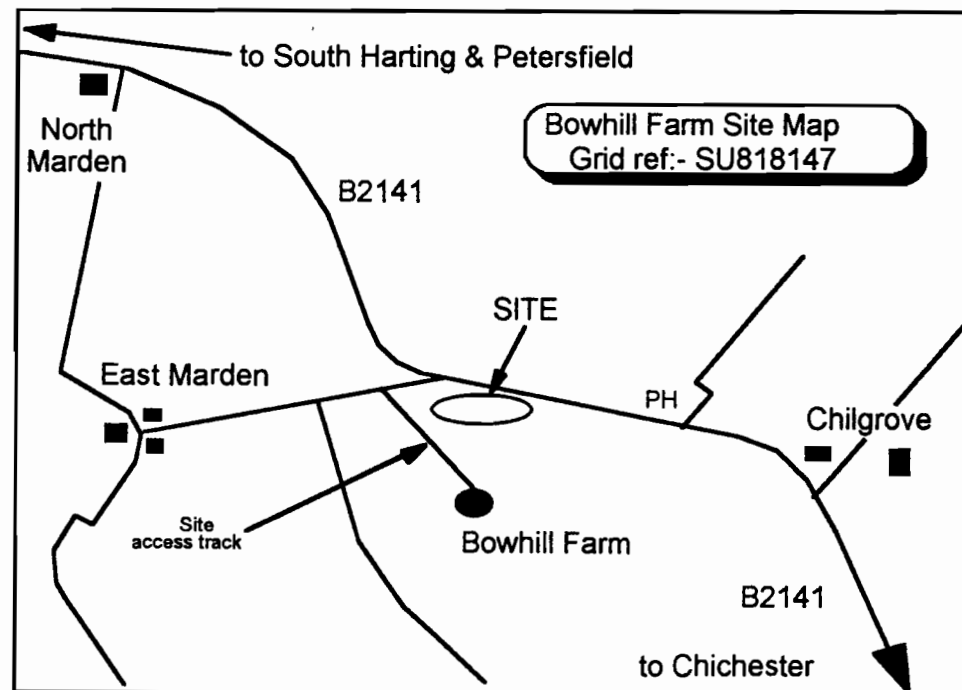 to South Harting & Petersfield
Bowhill Farm Site Map
Grid ref:- SU818147
North
Marden
B2141
SITE
East Marden
PH
Chilgrove
Site
access track
Bowhill Farm
B2141
to Chichester